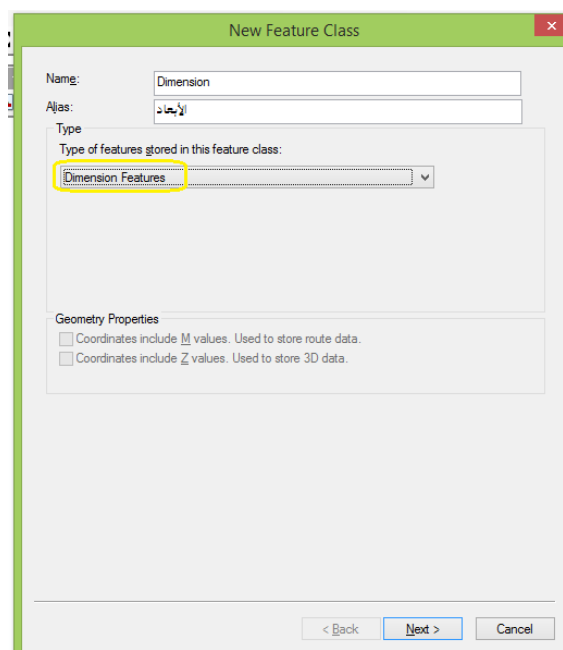 New Feature Class
Name: Dimension
Alias: الأبعاد
Type
Type of features stored in this feature class:
Dimension Features
Geometry Properties
Coordinates include M values. Used to store route data.
Coordinates include Z values. Used to store 3D data.
< Back Next > Cancel